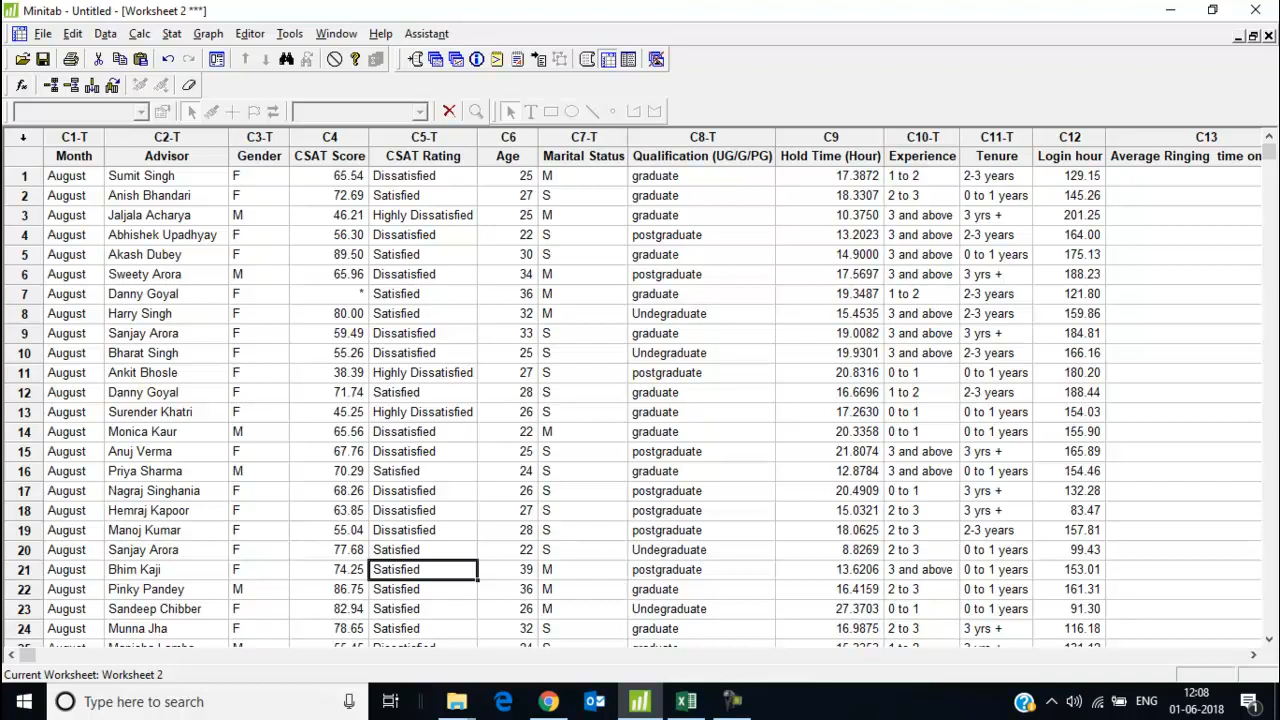 Minitab - Untitled - [Worksheet 2 ***]
File Edit Data Calc Stat Graph Editor Tools Window Help Assistant
C1-T C2-T C3-T C4 C5-T C6 C7-T C8-T C9 C10-T C11-T C12 C13
Month Advisor Gender CSAT Score CSAT Rating Age Marital Status Qualification (UG/G/PG) Hold Time (Hour) Experience Tenure Login hour Average Ringing time on
1 August Sumit Singh F 65.54 Dissatisfied 25 M graduate 17.3872 1 to 2 2-3 years 129.15
2 August Anish Bhandari F 72.69 Satisfied 27 S graduate 18.3307 2 to 3 0 to 1 years 145.26
3 August Jaljala Acharya M 46.21 Highly Dissatisfied 25 M graduate 10.3750 3 and above 3 yrs + 201.25
4 August Abhishek Upadhyay F 56.30 Dissatisfied 22 S postgraduate 13.2023 3 and above 2-3 years 164.00
5 August Akash Dubey F 89.50 Satisfied 30 S graduate 14.9000 3 and above 0 to 1 years 175.13
6 August Sweety Arora M 65.96 Dissatisfied 34 M postgraduate 17.5697 3 and above 3 yrs + 188.23
7 August Danny Goyal F * Satisfied 36 M graduate 19.3487 1 to 2 2-3 years 121.80
8 August Harry Singh F 80.00 Satisfied 32 M Undegraduate 15.4535 3 and above 2-3 years 159.86
9 August Sanjay Arora F 59.49 Dissatisfied 33 S graduate 19.0082 3 and above 3 yrs + 184.81
10 August Bharat Singh F 55.26 Dissatisfied 25 S Undegraduate 19.9301 3 and above 2-3 years 166.16
11 August Ankit Bhosle F 38.39 Highly Dissatisfied 27 S postgraduate 20.8316 0 to 1 0 to 1 years 180.20
12 August Danny Goyal F 71.74 Satisfied 28 S graduate 16.6696 1 to 2 2-3 years 188.44
13 August Surender Khatri F 45.25 Highly Dissatisfied 26 S graduate 17.2630 0 to 1 0 to 1 years 154.03
14 August Monica Kaur M 65.56 Dissatisfied 22 M postgraduate 20.3358 0 to 1 0 to 1 years 155.90
15 August Anuj Verma F 67.76 Dissatisfied 25 S postgraduate 21.8074 3 and above 3 yrs + 165.89
16 August Priya Sharma M 70.29 Satisfied 24 S graduate 12.8784 3 and above 0 to 1 years 154.46
17 August Nagraj Singhania F 68.26 Dissatisfied 26 S postgraduate 20.4909 0 to 1 3 yrs + 132.28
18 August Hemraj Kapoor F 63.85 Dissatisfied 27 S postgraduate 15.0321 2 to 3 3 yrs + 83.47
19 August Manoj Kumar F 55.04 Dissatisfied 28 S postgraduate 18.0625 2 to 3 2-3 years 157.81
20 August Sanjay Arora F 77.68 Satisfied 22 S Undegraduate 8.8269 2 to 3 0 to 1 years 99.43
21 August Bhim Kaji F 74.25 Satisfied 39 M postgraduate 13.6206 3 and above 0 to 1 years 153.01
22 August Pinky Pandey M 86.75 Satisfied 36 M graduate 16.4159 2 to 3 0 to 1 years 161.31
23 August Sandeep Chibber F 82.94 Satisfied 26 M Undegraduate 27.3703 0 to 1 0 to 1 years 91.30
24 August Munna Jha F 78.65 Satisfied 32 S graduate 16.9875 2 to 3 3 yrs + 116.18
Current Worksheet: Worksheet 2
Type here to search
ENG
12:08
01-06-2018